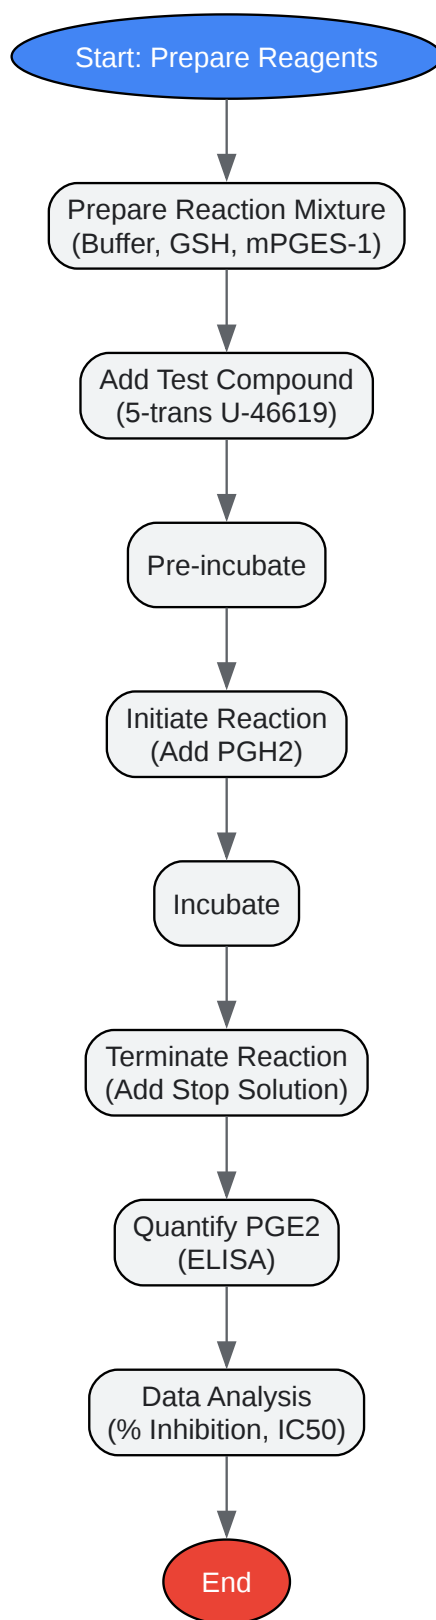 Start: Prepare Reagents
Prepare Reaction Mixture
(Buffer, GSH, mPGES-1)
Add Test Compound
(5-trans U-46619)
Pre-incubate
Initiate Reaction
(Add PGH2)
Incubate
Terminate Reaction
(Add Stop Solution)
Quantify PGE2
(ELISA)
Data Analysis
(% Inhibition, IC50)
End